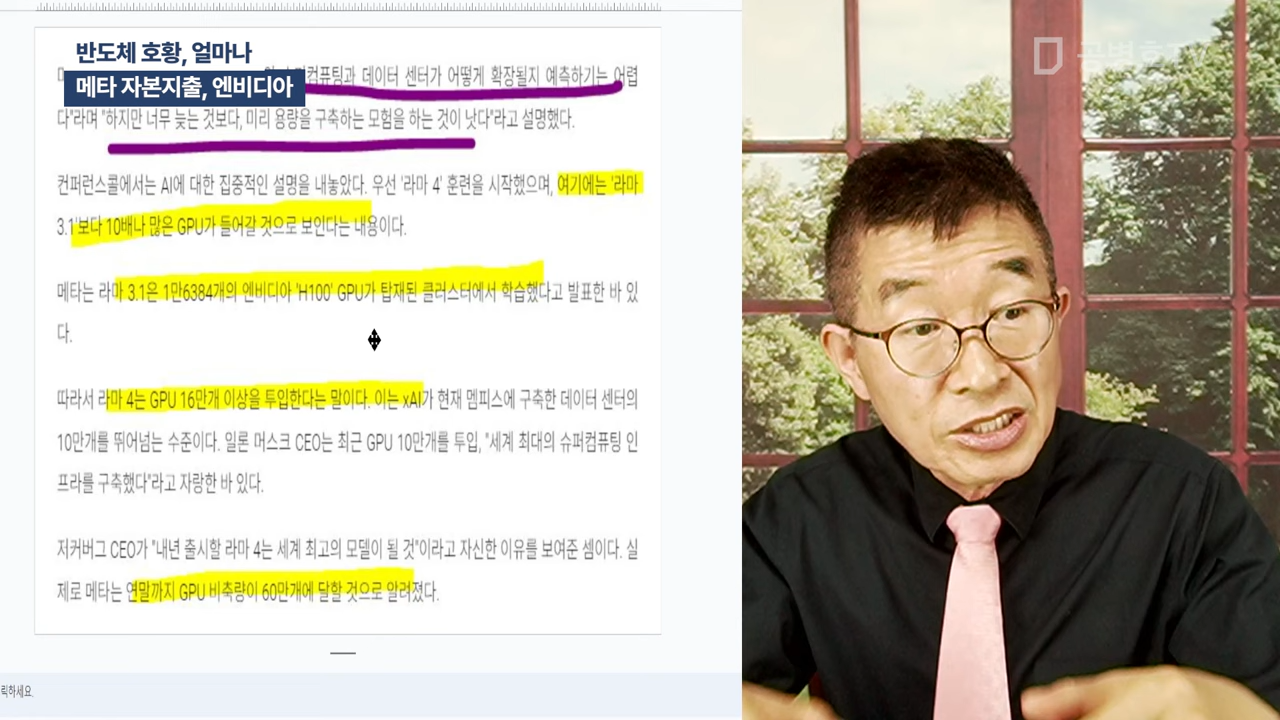 반도체 호황, 얼마나
메타 자본지출, 엔비디아
컴퓨팅과 데이터 센터가 어떻게 확장될지 예측하기는 어렵
다"라며 "하지만 너무 늦는 것보다, 미리 용량을 구축하는 모험을 하는 것이 낫다"라고 설명했다.
컨퍼런스콜에서는 AI에 대한 집중적인 설명을 내놓았다. 우선 '라마 4' 훈련을 시작했으며, 여기에는 '라마
3.1'보다 10배나 많은 GPU가 들어갈 것으로 보인다는 내용이다.
메타는 라마 3.1은 1만6384개의 엔비디아 'H100' GPU가 탑재된 클러스터에서 학습했다고 발표한 바 있
다.
따라서 라마 4는 GPU 16만개 이상을 투입한다는 말이다. 이는 xAI가 현재 멤피스에 구축한 데이터 센터의
10만개를 뛰어넘는 수준이다. 일론 머스크 CEO는 최근 GPU 10만개를 투입, "세계 최대의 슈퍼컴퓨팅 인
프라를 구축했다"라고 자랑한 바 있다.
저커버그 CEO가 "내년 출시할 라마 4는 세계 최고의 모델이 될 것"이라고 자신한 이유를 보여준 셈이다. 실
제로 메타는 연말까지 GPU 비축량이 60만개에 달할 것으로 알려졌다.
릭하세요.